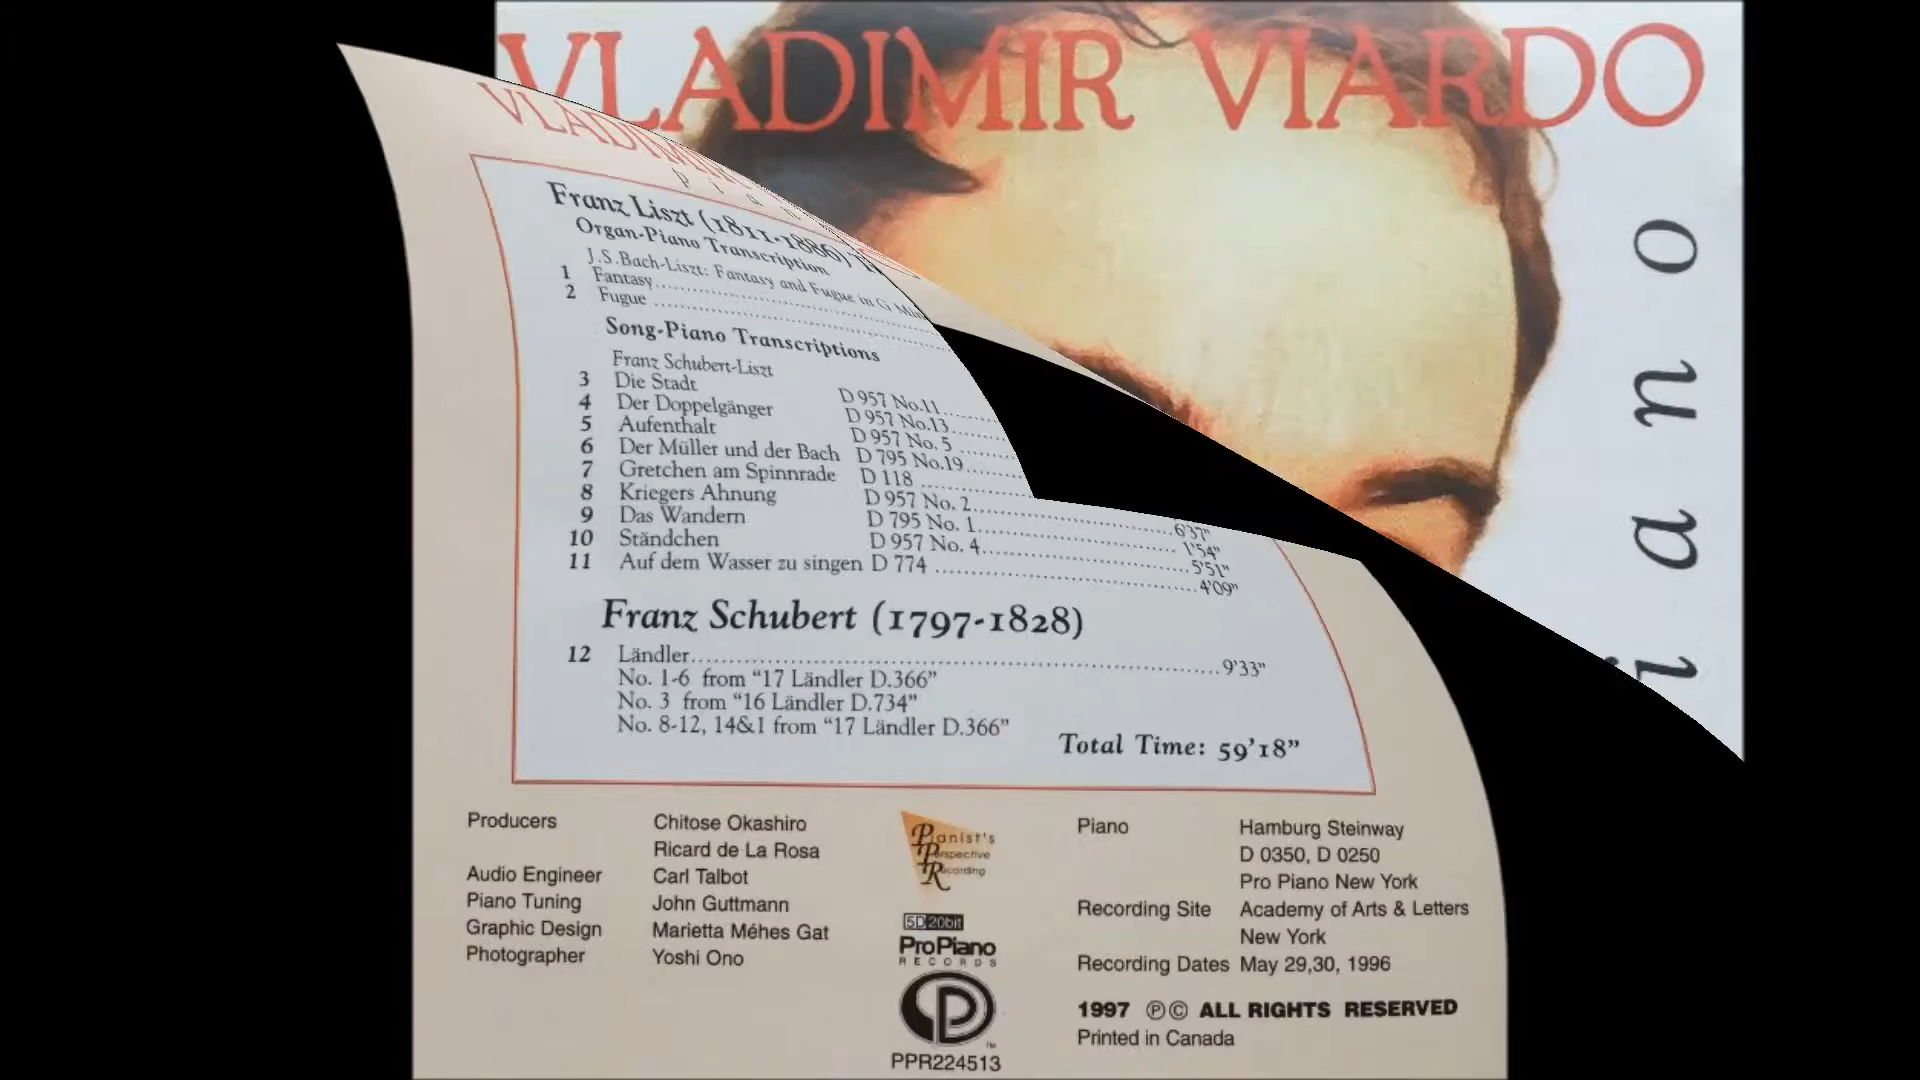 VLADIMIR VIARDO
o
n
a
i
VLADIMIR
P i a n
Franz Liszt (1811-1886)
Organ-Piano Transcription
J.S.Bach-Liszt: Fantasy and Fugue in G
1 Fantasy
2 Fugue
Song-Piano Transcriptions
Franz Schubert-Liszt
3 Die Stadt D 957 No.11
4 Der Doppelgänger D 957 No.13
5 Aufenthalt D 957 No. 5
6 Der Müller und der Bach D 795 No.19
7 Gretchen am Spinnrade D 118
8 Kriegers Ahnung D 957 No. 2 6'37"
9 Das Wandern D 795 No. 1 1'54"
10 Ständchen D 957 No. 4 5'51"
11 Auf dem Wasser zu singen D 774 4'09"
Franz Schubert (1797-1828)
12 Ländler 9'33"
No. 1-6 from “17 Ländler D.366”
No. 3 from “16 Ländler D.734”
No. 8-12, 14&1 from “17 Ländler D.366”
Total Time: 59'18”
Producers Chitose Okashiro
Ricard de La Rosa
Audio Engineer Carl Talbot
Piano Tuning John Guttmann
Graphic Design Marietta Méhes Gat
Photographer Yoshi Ono
Pianist's
Perspective
Recording
5D 20bit
ProPiano
RECORDS
PPR224513
Piano Hamburg Steinway
D 0350, D 0250
Pro Piano New York
Recording Site Academy of Arts & Letters
New York
Recording Dates May 29,30, 1996
1997 ℗© ALL RIGHTS RESERVED
Printed in Canada